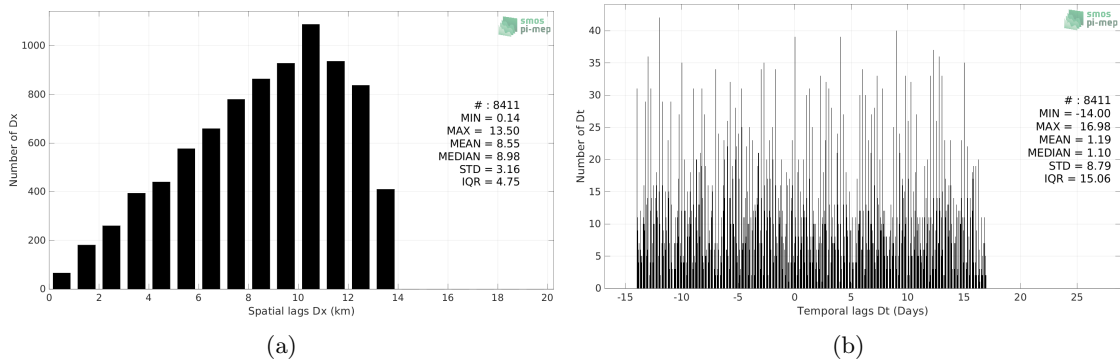 smos
pi-mep
Number of Dx
1000
800
600
400
200
0
# : 8411
MIN = 0.14
MAX = 13.50
MEAN = 8.55
MEDIAN = 8.98
STD = 3.16
IQR = 4.75
0 2 4 6 8 10 12 14 16 18 20
Spatial lags Dx (km)
(a)
smos
pi-mep
Number of Dt
40
35
30
25
20
15
10
5
0
# : 8411
MIN = -14.00
MAX = 16.98
MEAN = 1.19
MEDIAN = 1.10
STD = 8.79
IQR = 15.06
-15 -10 -5 0 5 10 15 20 25
Temporal lags Dt (Days)
(b)